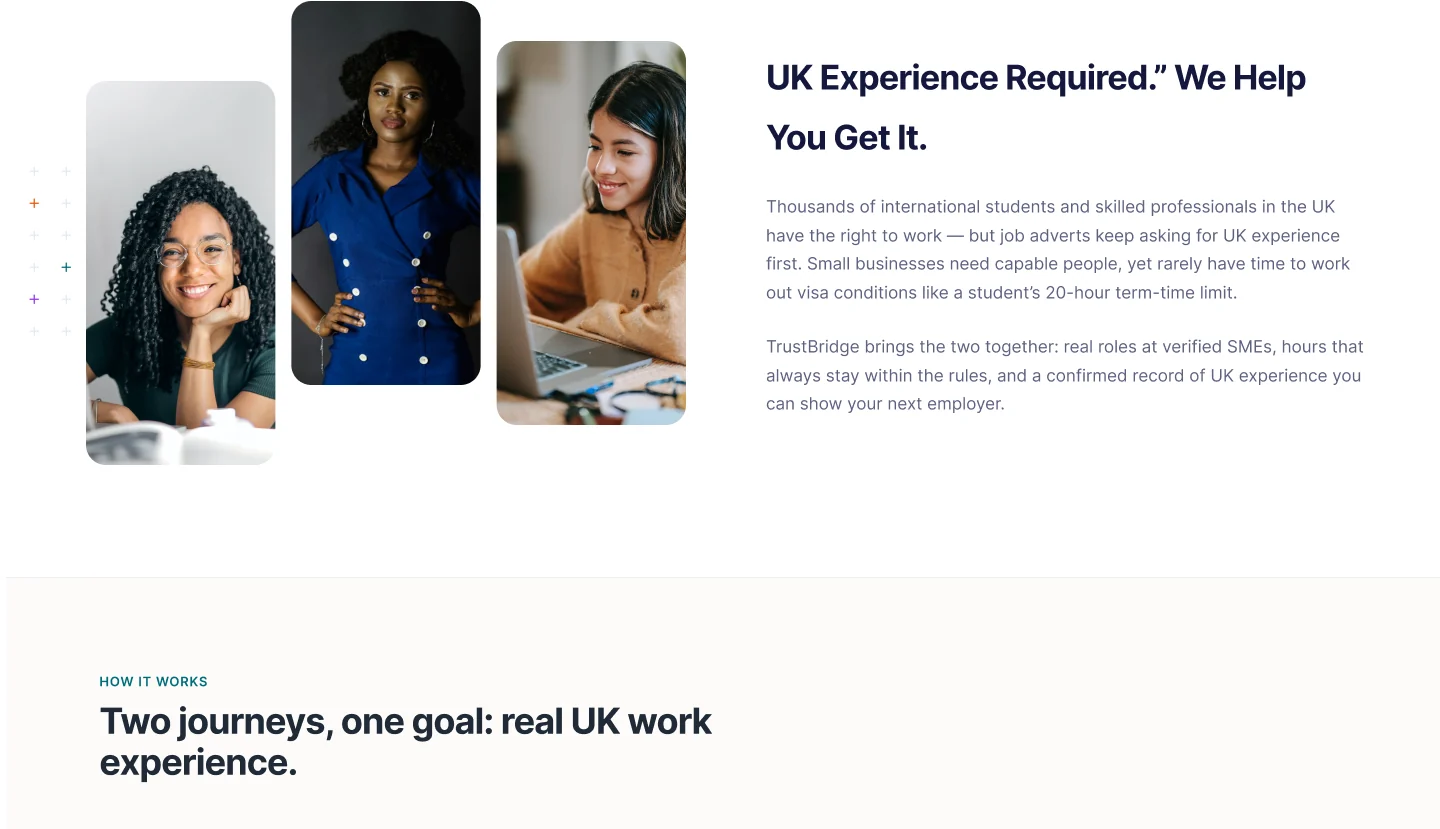 UK Experience Required.” We Help
You Get It.
Thousands of international students and skilled professionals in the UK
have the right to work — but job adverts keep asking for UK experience
first. Small businesses need capable people, yet rarely have time to work
out visa conditions like a student’s 20-hour term-time limit.
TrustBridge brings the two together: real roles at verified SMEs, hours that
always stay within the rules, and a confirmed record of UK experience you
can show your next employer.
HOW IT WORKS
Two journeys, one goal: real UK work
experience.